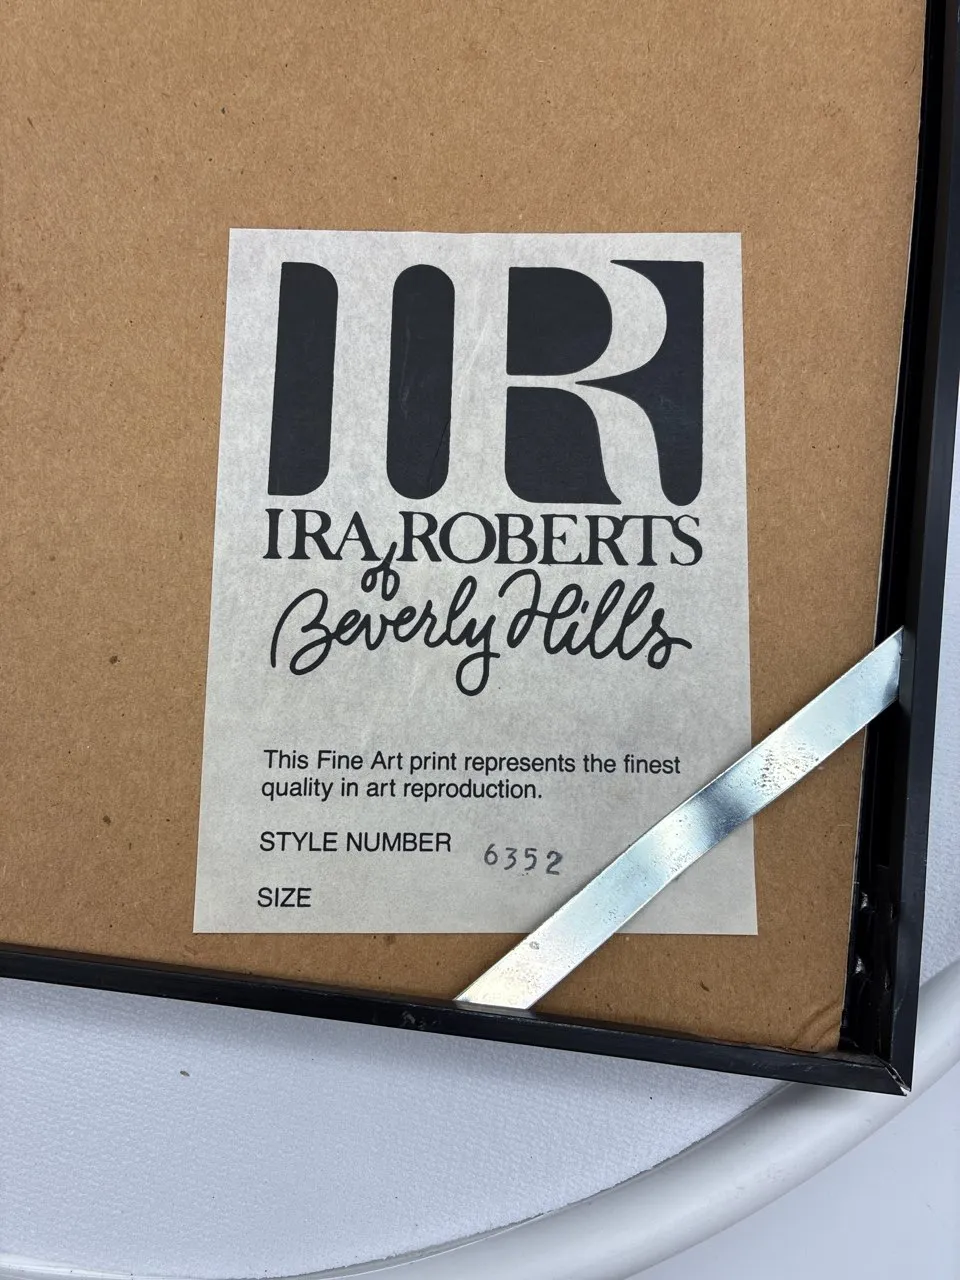 IR
IRA ROBERTS
of
Beverly Hills
This Fine Art print represents the finest
quality in art reproduction.
STYLE NUMBER 6352
SIZE